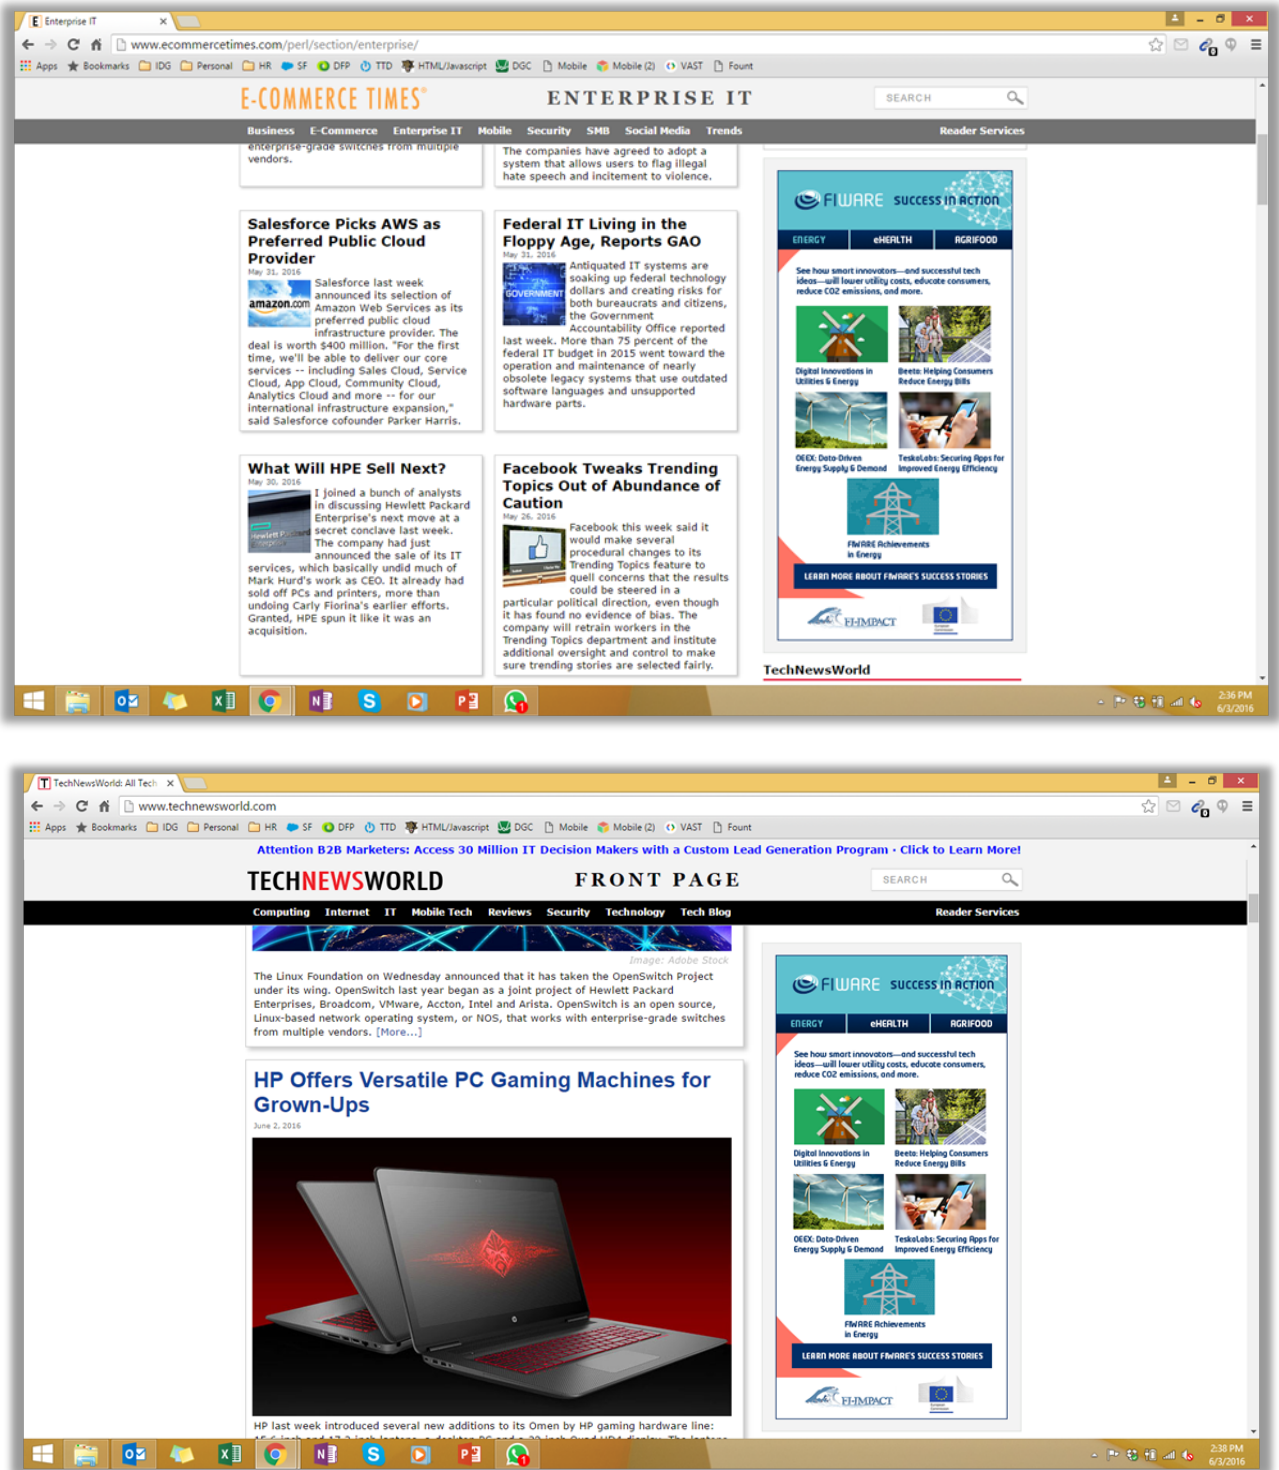 Enterprise IT
www.ecommercetimes.com/perl/section/enterprise/
Apps Bookmarks IDG Personal HR SF DFP TTD HTML/Javascript DGC Mobile Mobile (2) VAST Fount
E-COMMERCE TIMES
ENTERPRISE IT
SEARCH
Business E-Commerce Enterprise IT Mobile Security SMB Social Media Trends Reader Services
enterprise-grade switches from multiple
vendors.
The companies have agreed to adopt a
system that allows users to flag illegal
hate speech and incitement to violence.
Salesforce Picks AWS as
Preferred Public Cloud
Provider
May 31, 2016
amazon.com
Salesforce last week
announced its selection of
Amazon Web Services as its
preferred public cloud
infrastructure provider. The
deal is worth $400 million. "For the first
time, we'll be able to deliver our core
services -- including Sales Cloud, Service
Cloud, App Cloud, Community Cloud,
Analytics Cloud and more -- for our
international infrastructure expansion,"
said Salesforce cofounder Parker Harris.
Federal IT Living in the
Floppy Age, Reports GAO
May 31, 2016
GOVERNMENT
Antiquated IT systems are
soaking up federal technology
dollars and creating risks for
both bureaucrats and citizens,
the Government
Accountability Office reported
last week. More than 75 percent of the
federal IT budget in 2015 went toward the
operation and maintenance of nearly
obsolete legacy systems that use outdated
software languages and unsupported
hardware parts.
What Will HPE Sell Next?
May 30, 2016
Hewlett Packard
Enterprise
I joined a bunch of analysts
in discussing Hewlett Packard
Enterprise's next move at a
secret conclave last week.
The company had just
announced the sale of its IT
services, which basically undid much of
Mark Hurd's work as CEO. It already had
sold off PCs and printers, more than
undoing Carly Fiorina's earlier efforts.
Granted, HPE spun it like it was an
acquisition.
Facebook Tweaks Trending
Topics Out of Abundance of
Caution
May 26, 2016
Facebook this week said it
would make several
procedural changes to its
Trending Topics feature to
quell concerns that the results
could be steered in a
particular political direction, even though
it has found no evidence of bias. The
company will retrain workers in the
Trending Topics department and institute
additional oversight and control to make
sure trending stories are selected fairly.
FIWARE SUCCESS IN ACTION
ENERGY eHEALTH AGRIFOOD
See how smart innovators—and successful tech
ideas—will lower utility costs, educate consumers,
reduce CO2 emissions, and more.
Digital Innovations in
Utilities & Energy
Beeta: Helping Consumers
Reduce Energy Bills
OEEX: Data-Driven
Energy Supply & Demand
TeskaLabs: Securing Apps for
Improved Energy Efficiency
FIWARE Achievements
in Energy
LEARN MORE ABOUT FIWARE'S SUCCESS STORIES
FI-IMPACT
TechNewsWorld
2:36 PM
6/3/2016
TechNewsWorld: All Tech
www.technewsworld.com
Apps Bookmarks IDG Personal HR SF DFP TTD HTML/Javascript DGC Mobile Mobile (2) VAST Fount
Attention B2B Marketers: Access 30 Million IT Decision Makers with a Custom Lead Generation Program · Click to Learn More!
TECHNEWSWORLD
FRONT PAGE
SEARCH
Computing Internet IT Mobile Tech Reviews Security Technology Tech Blog Reader Services
Image: Adobe Stock
The Linux Foundation on Wednesday announced that it has taken the OpenSwitch Project
under its wing. OpenSwitch last year began as a joint project of Hewlett Packard
Enterprises, Broadcom, VMware, Accton, Intel and Arista. OpenSwitch is an open source,
Linux-based network operating system, or NOS, that works with enterprise-grade switches
from multiple vendors. [More...]
HP Offers Versatile PC Gaming Machines for
Grown-Ups
June 2, 2016
HP last week introduced several new additions to its Omen by HP gaming hardware line:
FIWARE SUCCESS IN ACTION
ENERGY eHEALTH AGRIFOOD
See how smart innovators—and successful tech
ideas—will lower utility costs, educate consumers,
reduce CO2 emissions, and more.
Digital Innovations in
Utilities & Energy
Beeta: Helping Consumers
Reduce Energy Bills
OEEX: Data-Driven
Energy Supply & Demand
TeskaLabs: Securing Apps for
Improved Energy Efficiency
FIWARE Achievements
in Energy
LEARN MORE ABOUT FIWARE'S SUCCESS STORIES
FI-IMPACT
2:38 PM
6/3/2016